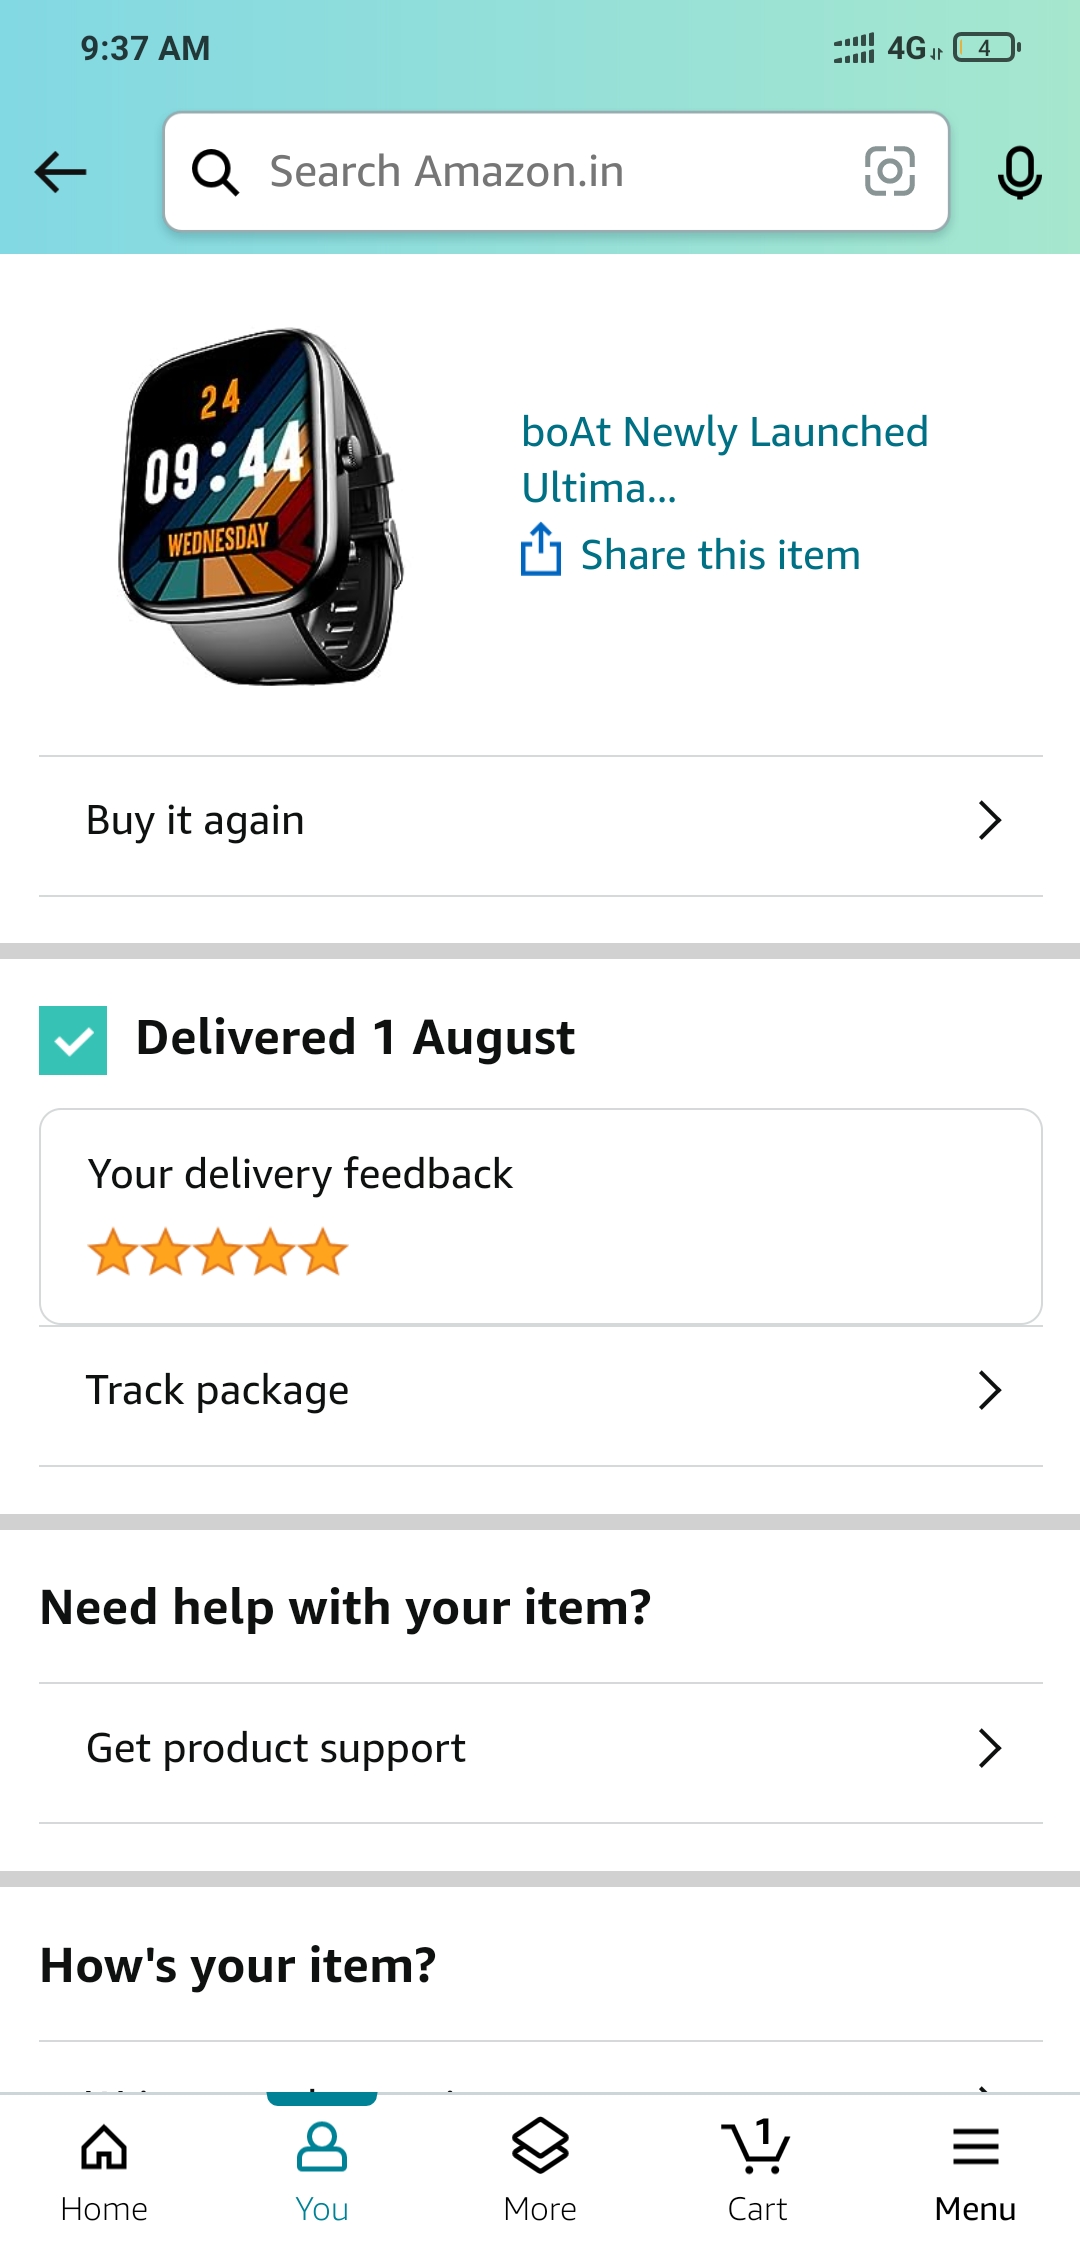 9:37 AM
4G
4
Search Amazon.in
24
09:44
WEDNESDAY
boAt Newly Launched
Ultima...
Share this item
Buy it again
Delivered 1 August
Your delivery feedback
Track package
Need help with your item?
Get product support
How's your item?
1
Home
You
More
Cart
Menu